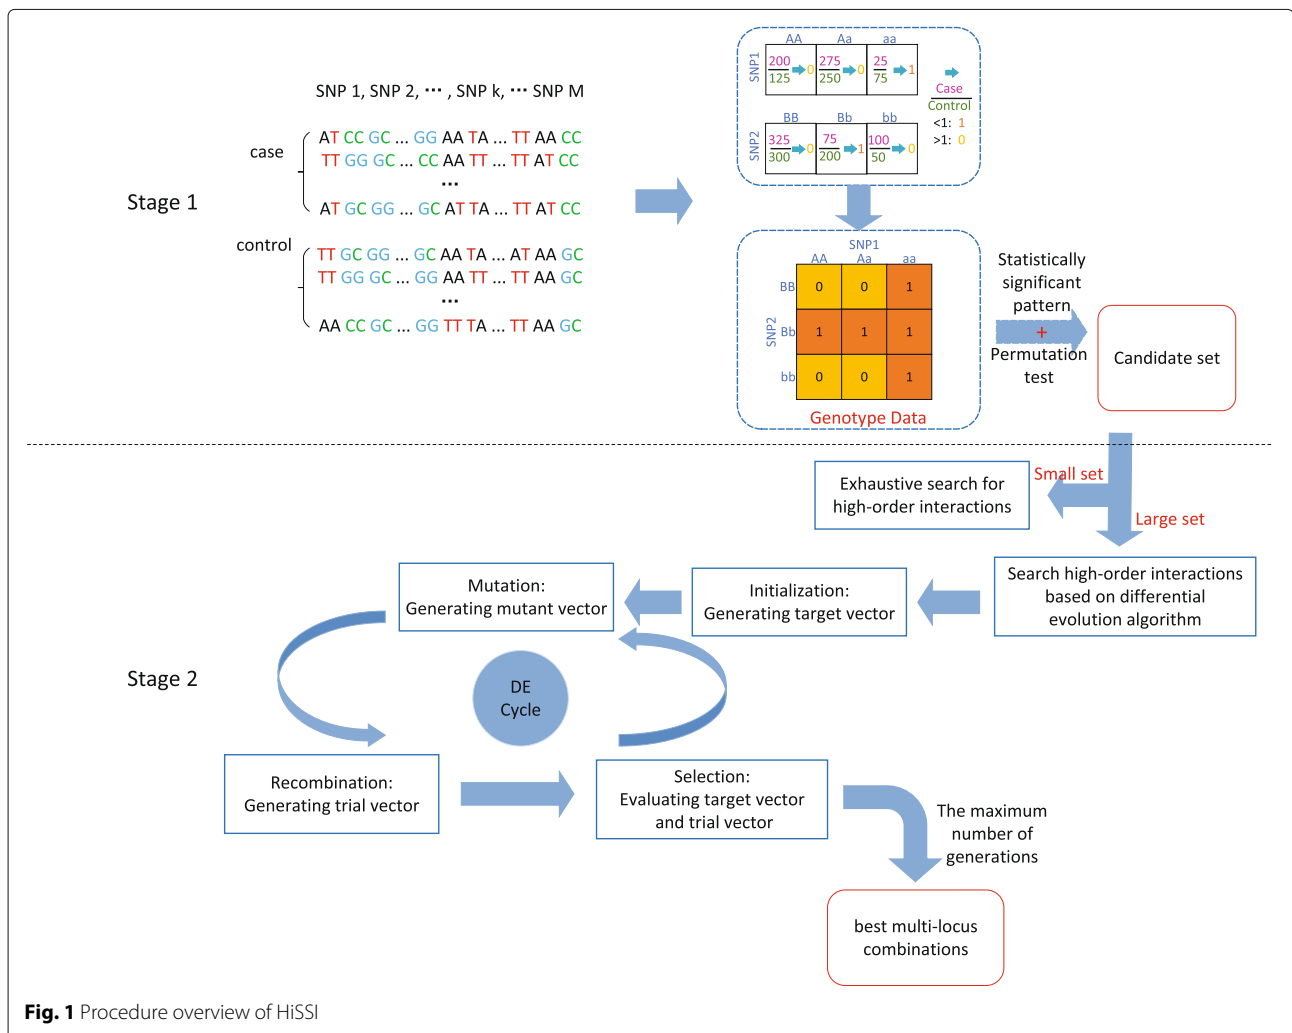 Stage 1
SNP 1, SNP 2, ··· , SNP k, ··· SNP M
case
AT CC GC ... GG AA TA ... TT AA CC
TT GG GC ... CC AA TT ... TT AT CC
...
AT GC GG ... GC AT TA ... TT AT CC
control
TT GC GG ... GC AA TA ... AT AA GC
TT GG GC ... GG AA TT ... TT AA GC
...
AA CC GC ... GG TT TA ... TT AA GC
AA Aa aa
SNP1
200 275 25
0 0 1
125 250 75
BB Bb bb
SNP2
325 75 100
0 1 0
300 200 50
Case
Control
<1: 1
>1: 0
SNP1
AA Aa aa
SNP2
BB 0 0 1
Bb 1 1 1
bb 0 0 1
Genotype Data
Statistically
significant
pattern
+
Permutation
test
Candidate set
Small set
Large set
Exhaustive search for
high-order interactions
Search high-order interactions
based on differential
evolution algorithm
Initialization:
Generating target vector
Mutation:
Generating mutant vector
Stage 2
DE
Cycle
Recombination:
Generating trial vector
Selection:
Evaluating target vector
and trial vector
The maximum
number of
generations
best multi-locus
combinations
Fig. 1 Procedure overview of HiSSI